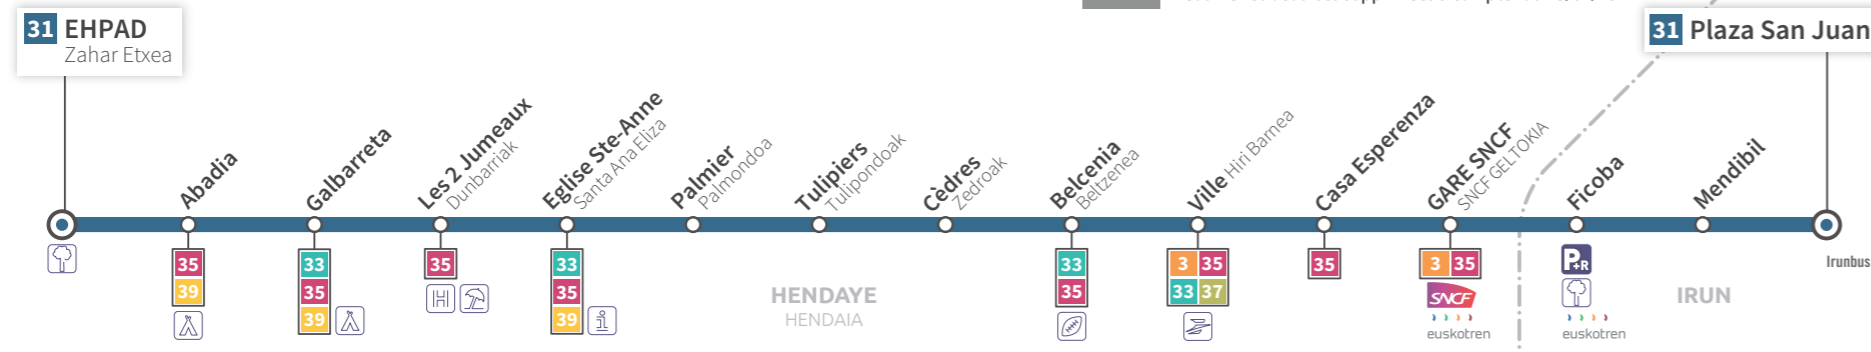 31 EHPAD
Zahar Etxea
31 Plaza San Juan
Abadia
Galbarreta
Les 2 Jumeaux
Dunbarriak
Eglise Ste-Anne
Santa Ana Eliza
Palmier
Palmondoa
Tulipiers
Tulipondoak
Cèdres
Zedroak
Belcenia
Beltzenea
Ville Hiri Barnea
Casa Esperenza
GARE SNCF
SNCF GELTOKIA
Ficoba
Mendibil
35
39
33
35
39
35
H
33
35
39
i
33
35
3 35
33 37
35
3 35
SNCF
euskotren
P+R
euskotren
Irunbus
HENDAYE
HENDAIA
IRUN